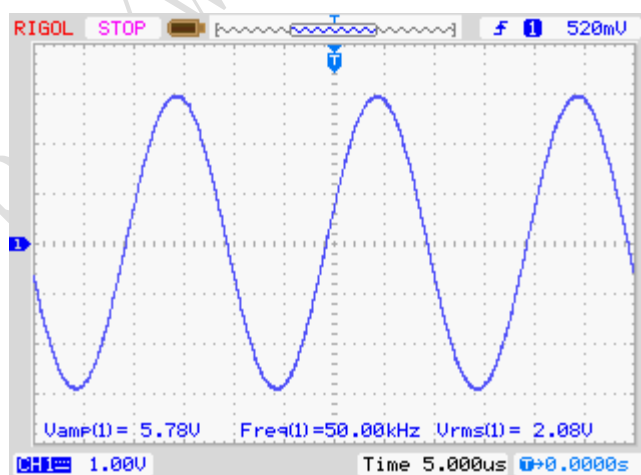 RIGOL STOP T 520mV
T
1
Vamp(1)= 5.78V Freq(1)=50.00kHz Vrms(1)= 2.08V
CH1 1.00V Time 5.000us T→0.0000s